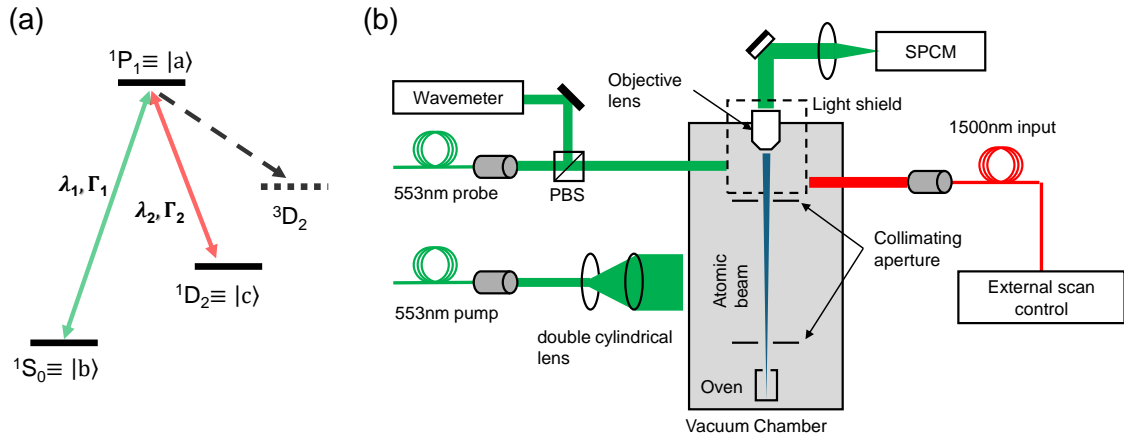 (a)
¹P₁≡ |a⟩
λ₁, Γ₁
λ₂, Γ₂
³D₂
¹D₂≡ |c⟩
¹S₀≡ |b⟩
(b)
Wavemeter
553nm probe
PBS
553nm pump
double cylindrical
lens
Objective
lens
Light shield
SPCM
1500nm input
Collimating
aperture
External scan
control
Atomic
beam
Oven
Vacuum Chamber